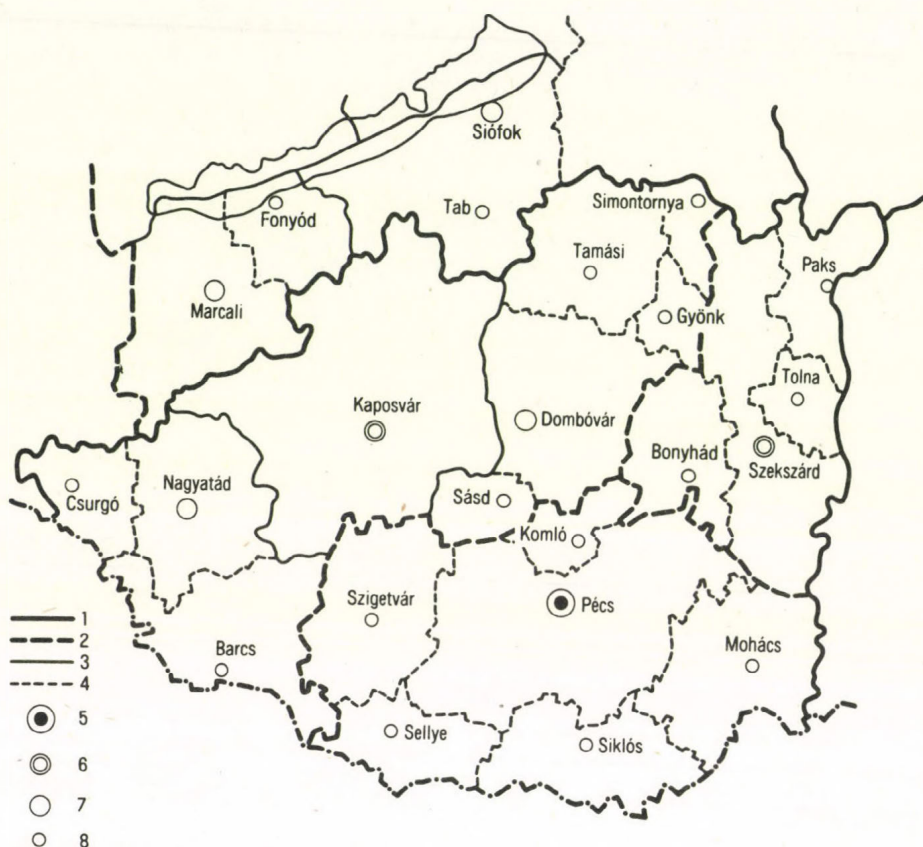 Siófok
Fonyód
Tab
Simontornya
Tamási
Paks
Marcali
Gyönk
Tolna
Kaposvár
Dombóvár
Bonyhád
Szekszárd
Csurgó
Nagyatád
Sásd
Komló
Szigetvár
Pécs
Barcs
Mohács
Sellye
Siklós
1
2
3
4
5
6
7
8